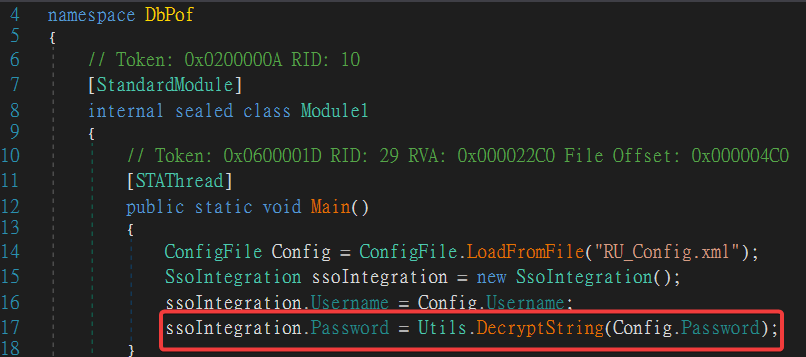 4 namespace DbPof
5 {
6 // Token: 0x0200000A RID: 10
7 [StandardModule]
8 internal sealed class Module1
9 {
10 // Token: 0x0600001D RID: 29 RVA: 0x000022C0 File Offset: 0x000004C0
11 [STAThread]
12 public static void Main()
13 {
14 ConfigFile Config = ConfigFile.LoadFromFile("RU_Config.xml");
15 SsoIntegration ssoIntegration = new SsoIntegration();
16 ssoIntegration.Username = Config.Username;
17 ssoIntegration.Password = Utils.DecryptString(Config.Password);
18 }